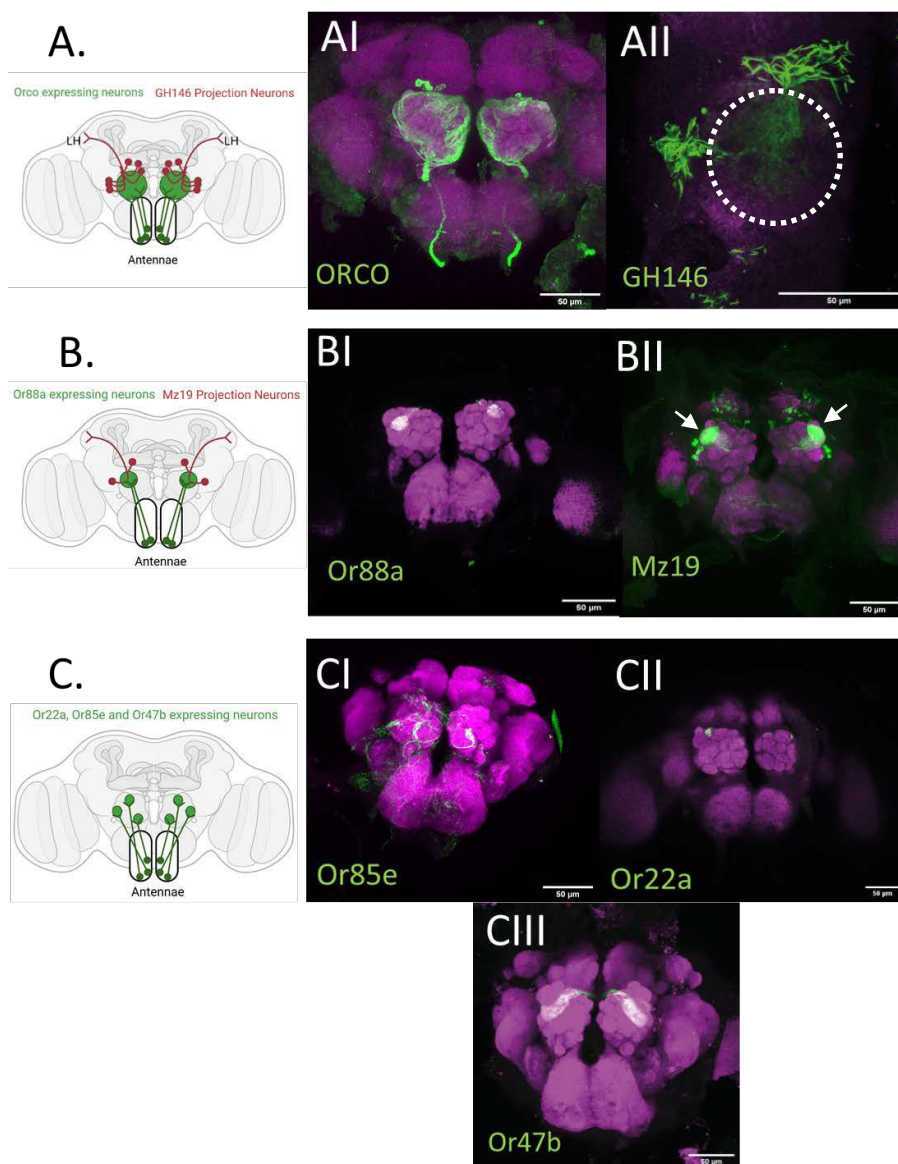 A.
Orco expressing neurons GH146 Projection Neurons
LH LH
Antennae
AI
ORCO
50 µm
AII
GH146
50 µm
B.
Or88a expressing neurons Mz19 Projection Neurons
Antennae
BI
Or88a
50 µm
BII
Mz19
50 µm
C.
Or22a, Or85e and Or47b expressing neurons
Antennae
CI
Or85e
50 µm
CII
Or22a
50 µm
CIII
Or47b
50 µm